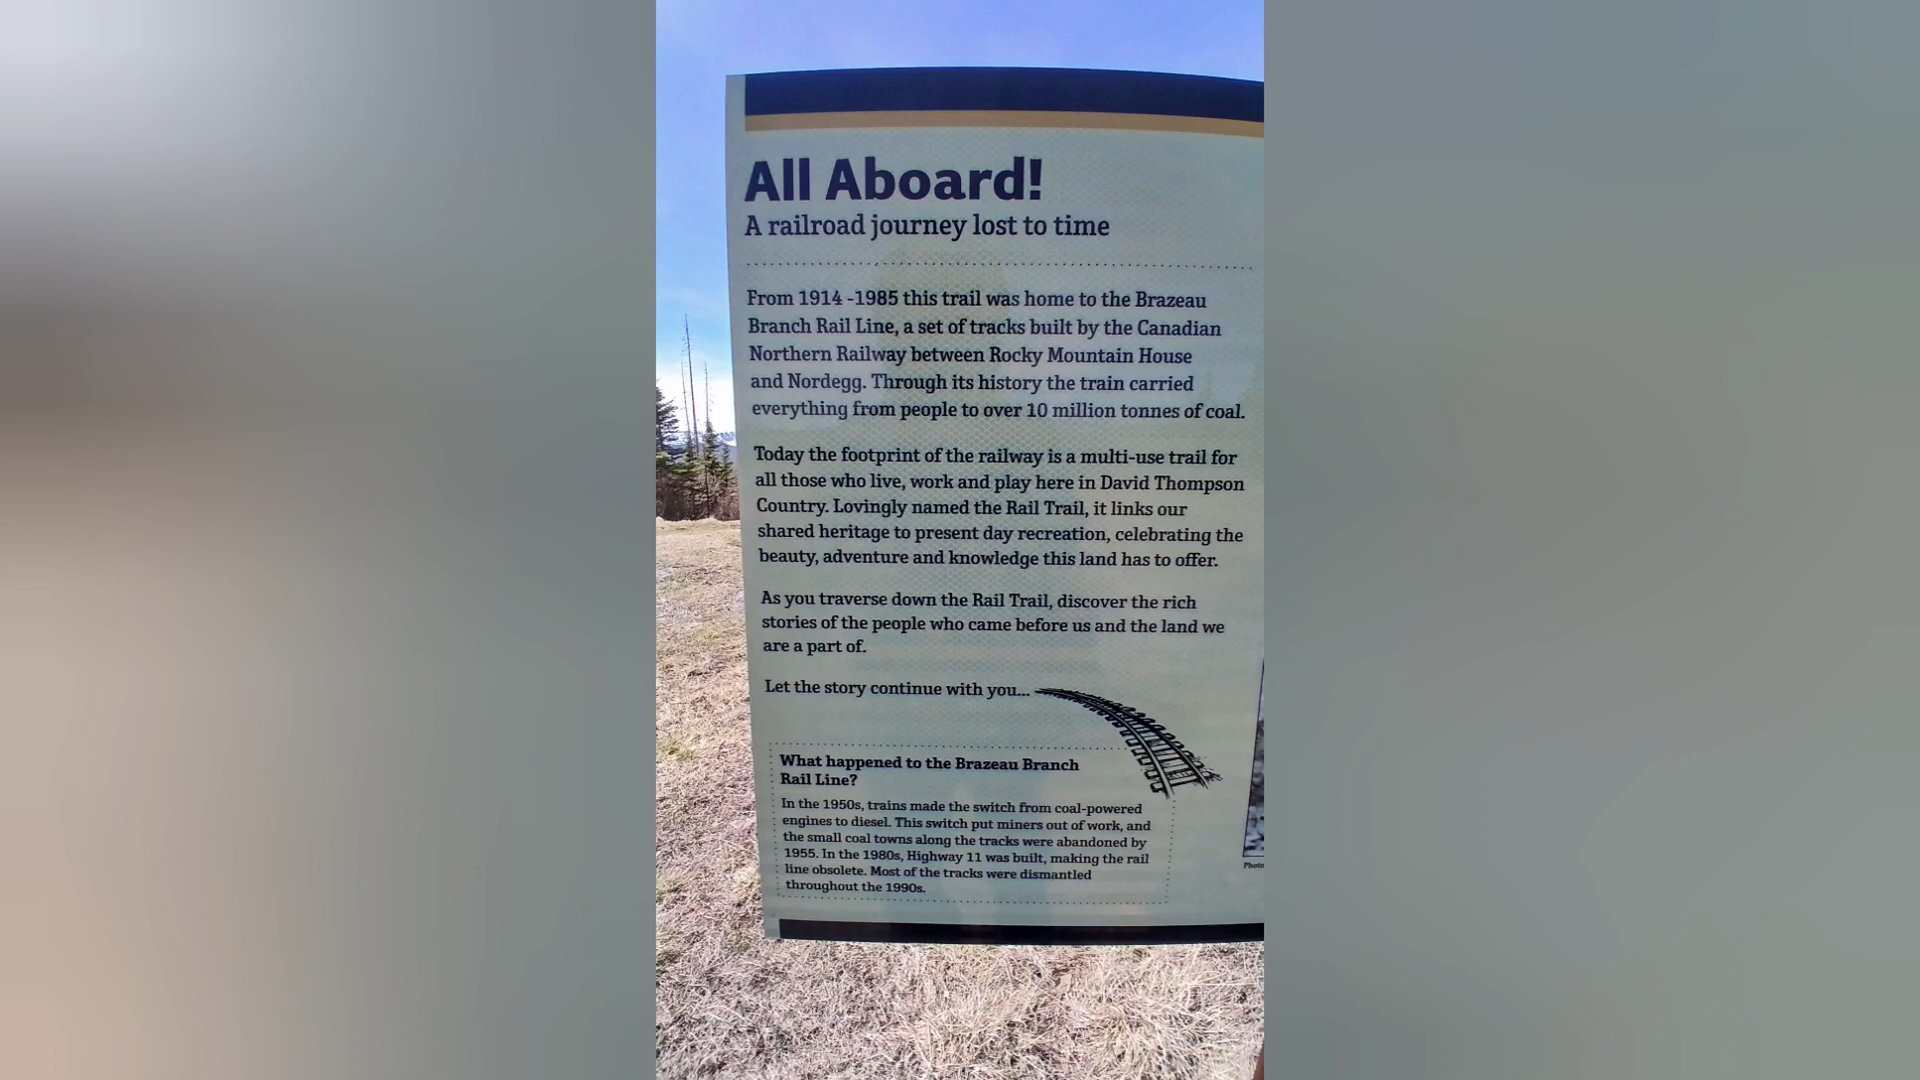 All Aboard!
A railroad journey lost to time
From 1914 -1985 this trail was home to the Brazeau
Branch Rail Line, a set of tracks built by the Canadian
Northern Railway between Rocky Mountain House
and Nordegg. Through its history the train carried
everything from people to over 10 million tonnes of coal.
Today the footprint of the railway is a multi-use trail for
all those who live, work and play here in David Thompson
Country. Lovingly named the Rail Trail, it links our
shared heritage to present day recreation, celebrating the
beauty, adventure and knowledge this land has to offer.
As you traverse down the Rail Trail, discover the rich
stories of the people who came before us and the land we
are a part of.
Let the story continue with you...
What happened to the Brazeau Branch
Rail Line?
In the 1950s, trains made the switch from coal-powered
engines to diesel. This switch put miners out of work, and
the small coal towns along the tracks were abandoned by
1955. In the 1980s, Highway 11 was built, making the rail
line obsolete. Most of the tracks were dismantled
throughout the 1990s.